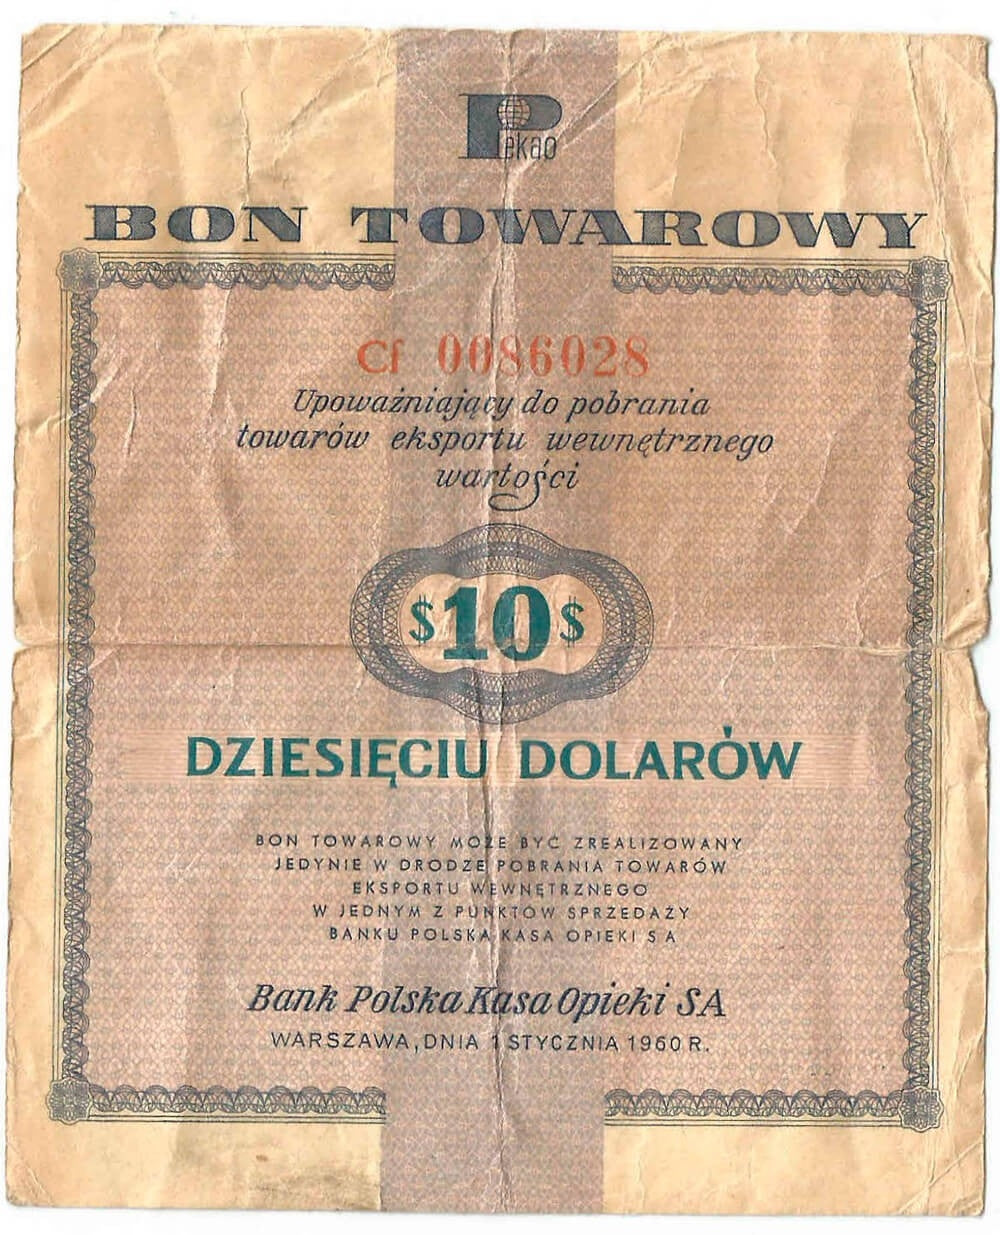 Pekao
BON TOWAROWY
Cf 0086028
Upoważniający do pobrania
towarów eksportu wewnętrznego
wartości
$10$
DZIESIĘCIU DOLARÓW
BON TOWAROWY MOŻE BYĆ ZREALIZOWANY
JEDYNIE W DRODZE POBRANIA TOWARÓW
EKSPORTU WEWNĘTRZNEGO
W JEDNYM Z PUNKTÓW SPRZEDAŻY
BANKU POLSKA KASA OPIEKI S A
Bank Polska Kasa Opieki SA
WARSZAWA, DNIA 1 STYCZNIA 1960 R.